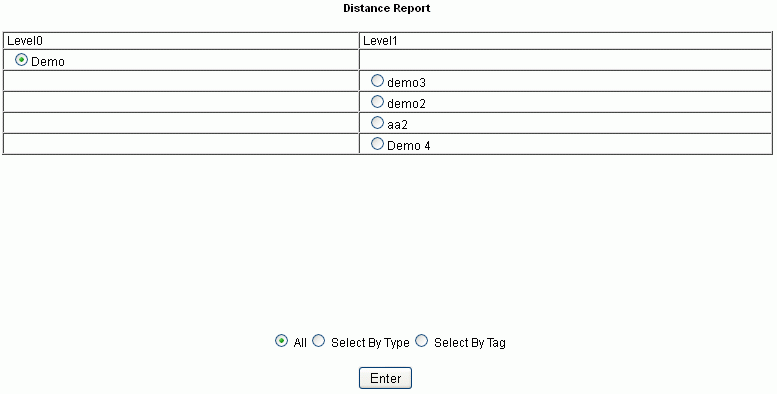 Distance Report
Level0 Level1
Demo
demo3
demo2
aa2
Demo 4
All Select By Type Select By Tag
Enter